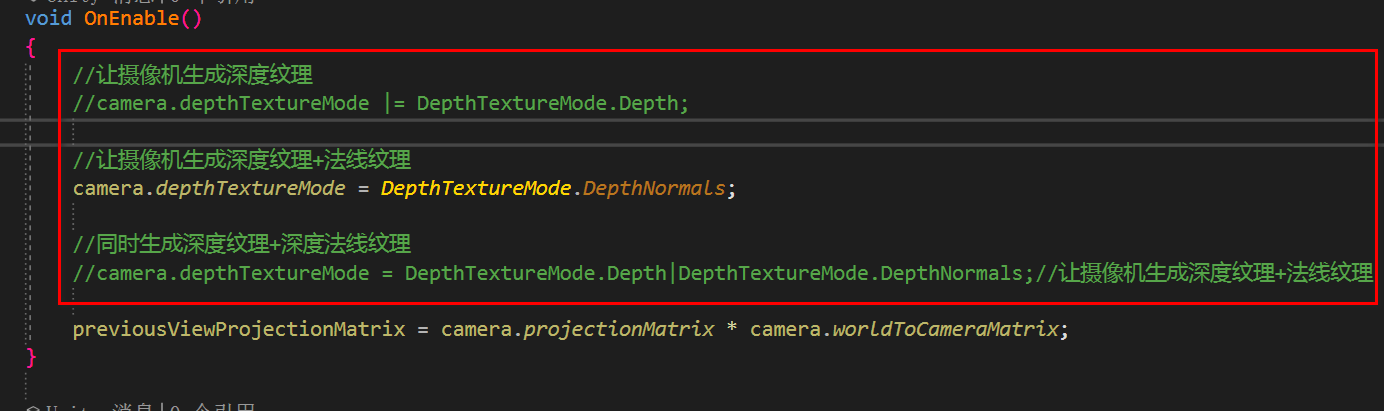 void OnEnable()
{
//让摄像机生成深度纹理
//camera.depthTextureMode |= DepthTextureMode.Depth;
//让摄像机生成深度纹理+法线纹理
camera.depthTextureMode = DepthTextureMode.DepthNormals;
//同时生成深度纹理+深度法线纹理
//camera.depthTextureMode = DepthTextureMode.Depth|DepthTextureMode.DepthNormals;//让摄像机生成深度纹理+法线纹理
previousViewProjectionMatrix = camera.projectionMatrix * camera.worldToCameraMatrix;
}